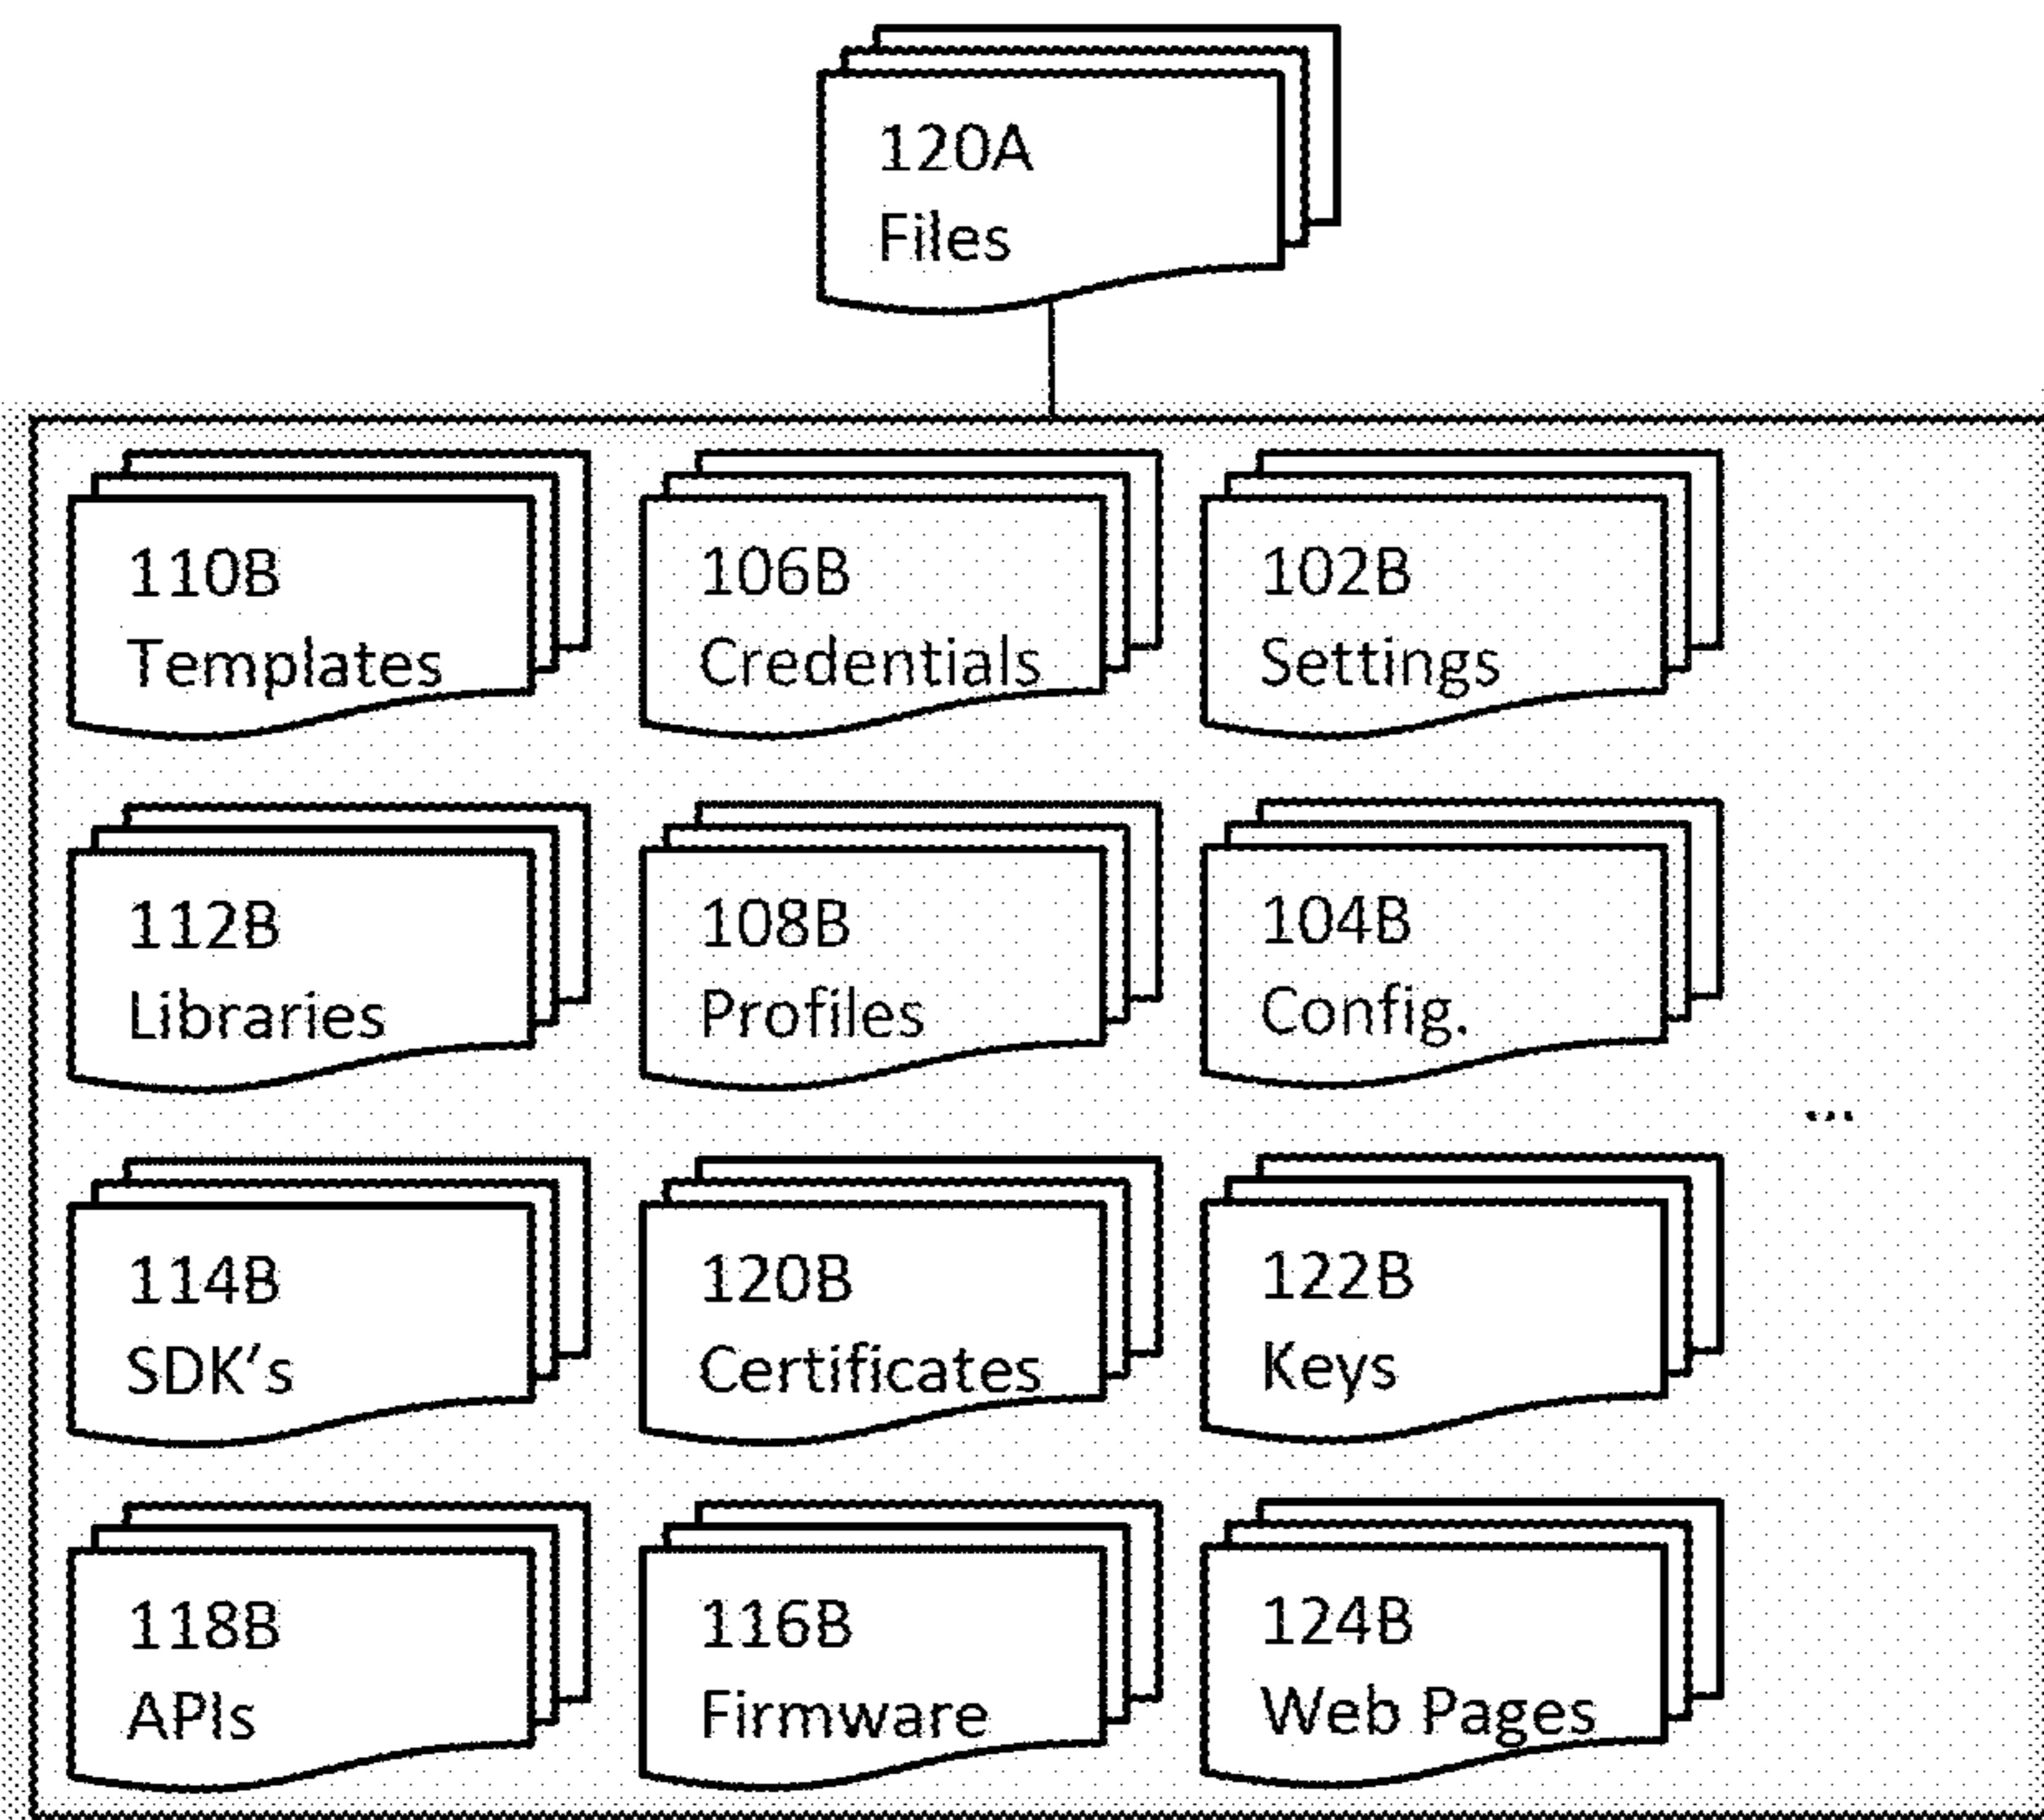 120A
Files
110B
Templates
106B
Credentials
102B
Settings
112B
Libraries
108B
Profiles
104B
Config.
...
114B
SDK's
120B
Certificates
122B
Keys
118B
APIs
116B
Firmware
124B
Web Pages